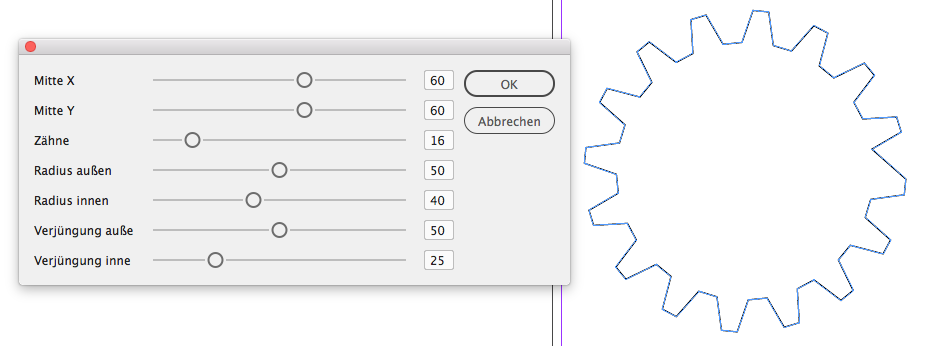 Mitte X 60 OK
Mitte Y 60 Abbrechen
Zähne 16
Radius außen 50
Radius innen 40
Verjüngung auße 50
Verjüngung inne 25